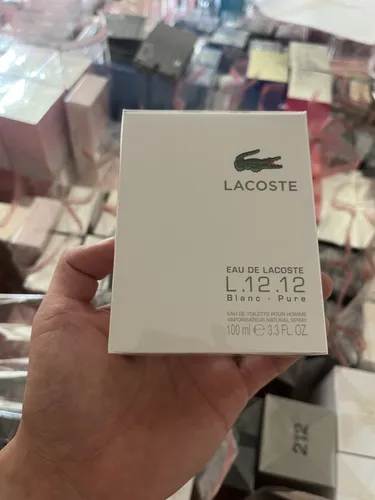 LACOSTE
EAU DE LACOSTE
L.12.12
Blanc - Pure
EAU DE TOILETTE POUR HOMME
VAPORISATEUR NATURAL SPRAY
100 ml ℮ 3.3 FL. OZ.
212